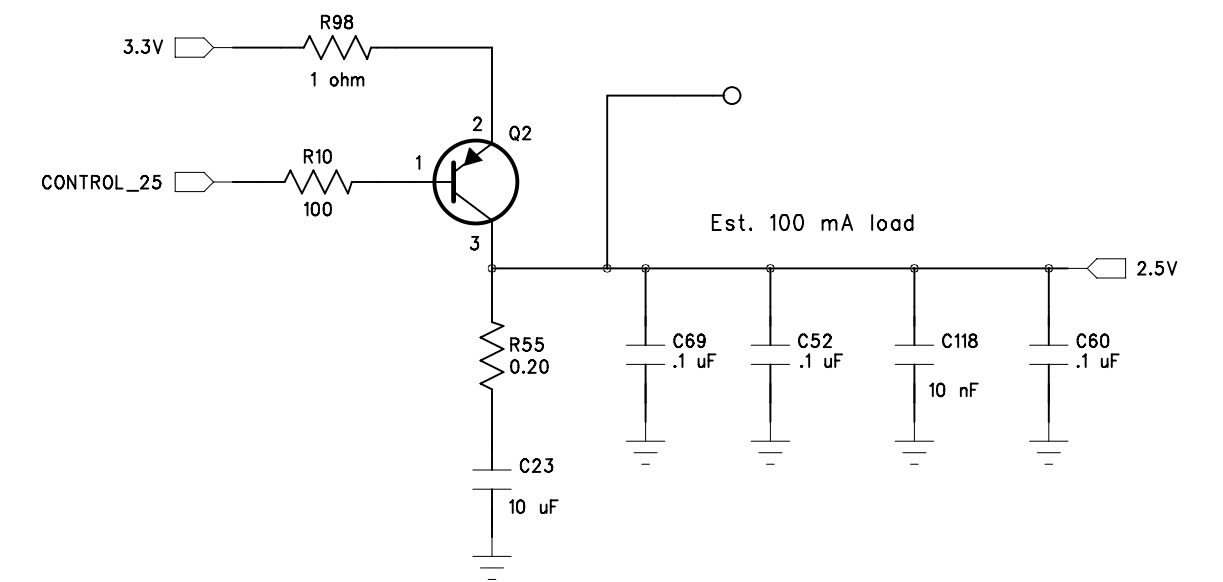 R98
3.3V
1 ohm
2
Q2
R10
1
CONTROL_25
100
Est. 100 mA load
3
2.5V
R55
0.20
C69
.1 uF
C52
.1 uF
C118
10 nF
C60
.1 uF
C23
10 uF